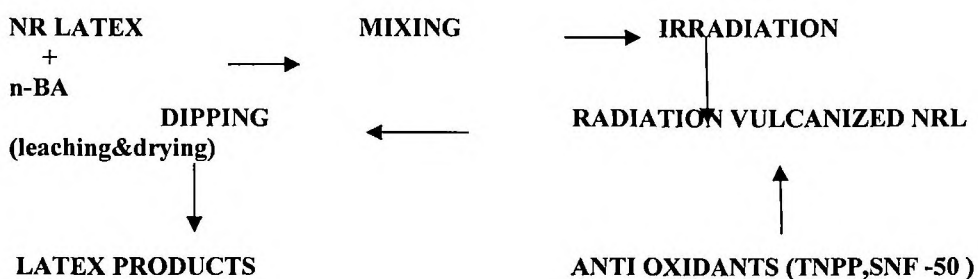 NR LATEX MIXING IRRADIATION
+
n-BA
DIPPING RADIATION VULCANIZED NRL
(leaching&drying)
LATEX PRODUCTS ANTI OXIDANTS (TNPP,SNF -50 )